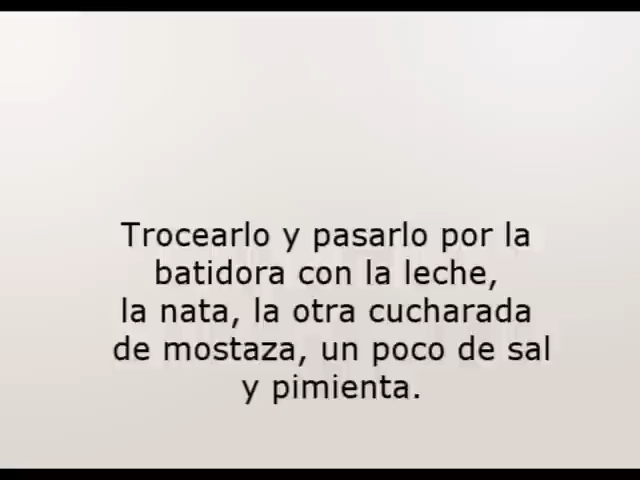 Trocearlo y pasarlo por la
batidora con la leche,
la nata, la otra cucharada
de mostaza, un poco de sal
y pimienta.